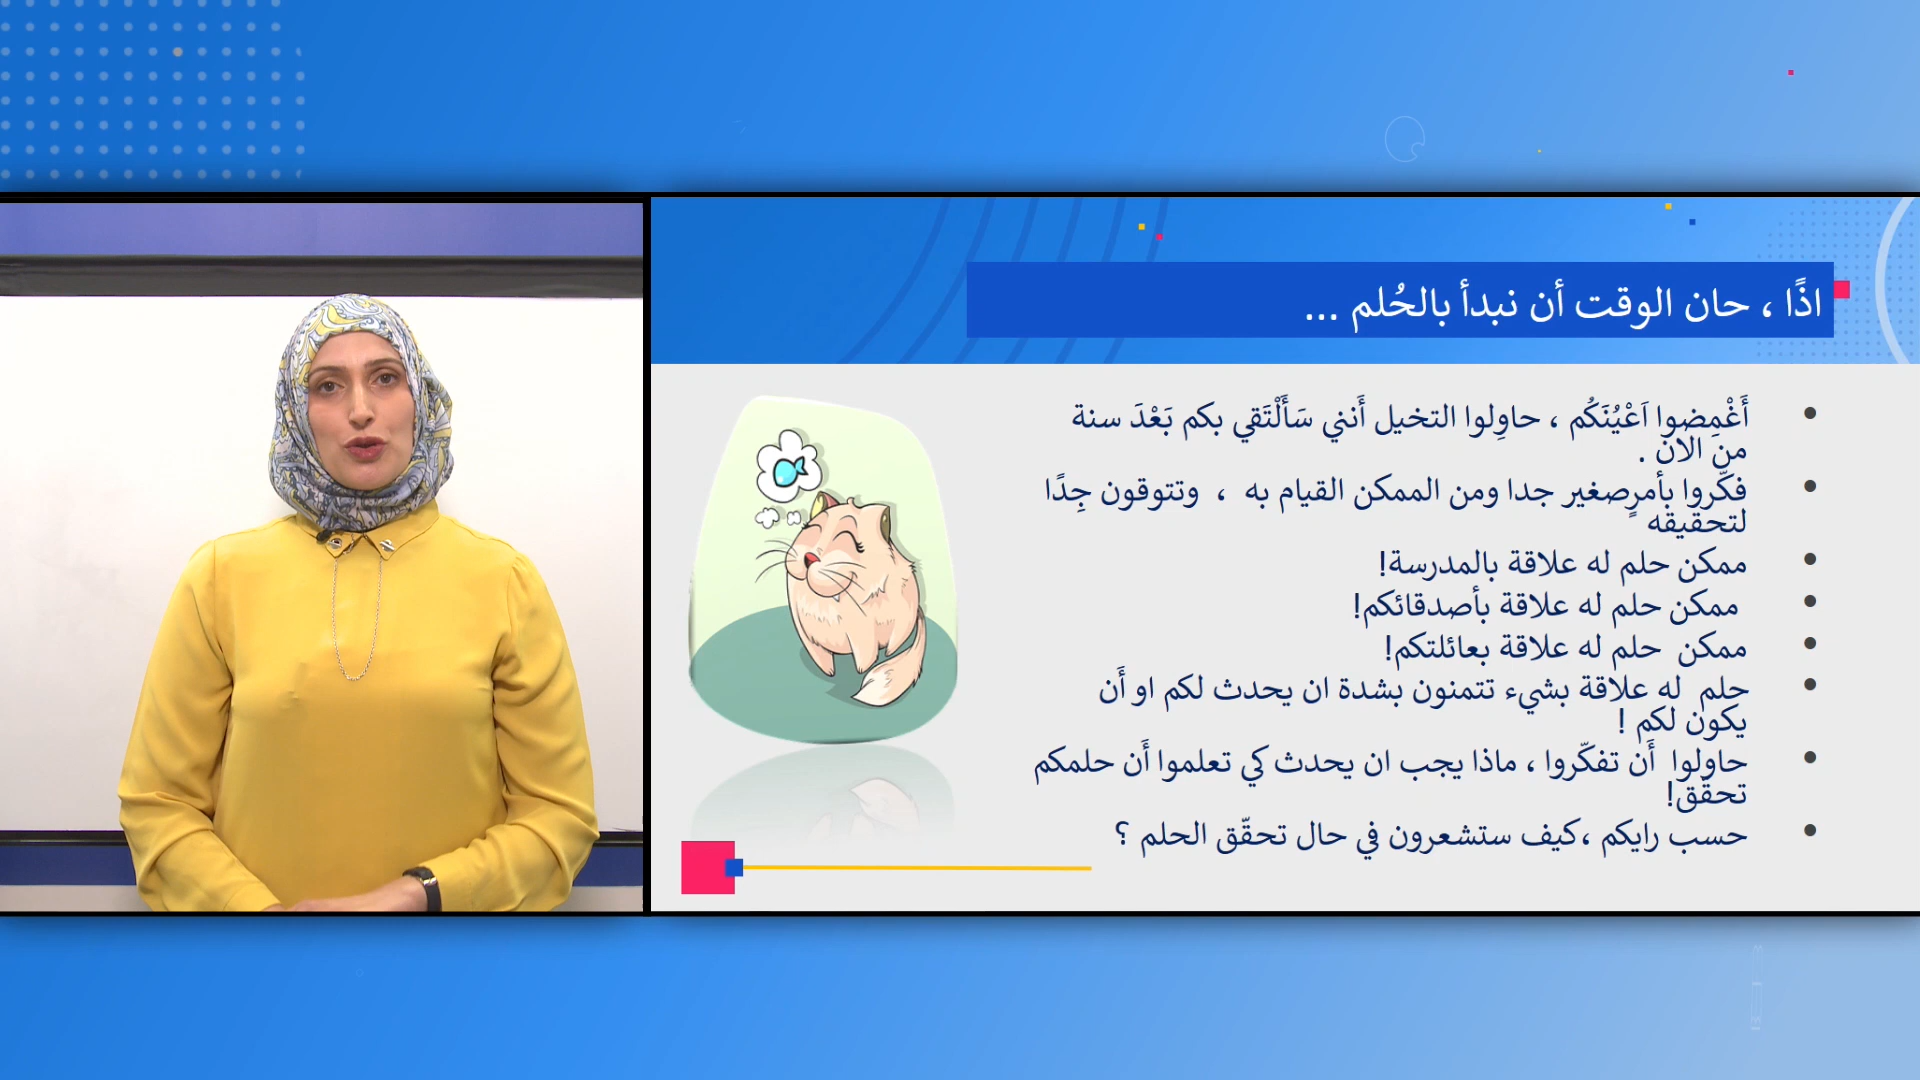 اذًا ، حان الوقت أن نبدأ بالحُلم ...
أَغْمِضوا اَعْيُنَكُم ، حاوِلوا التخيل أَنني سَأَلْتَقي بكم بَعْدَ سنة
من الان .
فكّروا بأمرٍصغير جدا ومن الممكن القيام به ، وتتوقون جِدًا
لتحقيقه
ممكن حلم له علاقة بالمدرسة!
ممكن حلم له علاقة بأصدقائكم!
ممكن حلم له علاقة بعائلتكم!
حلم له علاقة بشيء تتمنون بشدة ان يحدث لكم او أَن
يكون لكم !
حاولوا أَن تفكّروا ، ماذا يجب ان يحدث كي تعلموا أَن حلمكم
تحقّق!
حسب رايكم ،كيف ستشعرون في حال تحقّق الحلم ؟